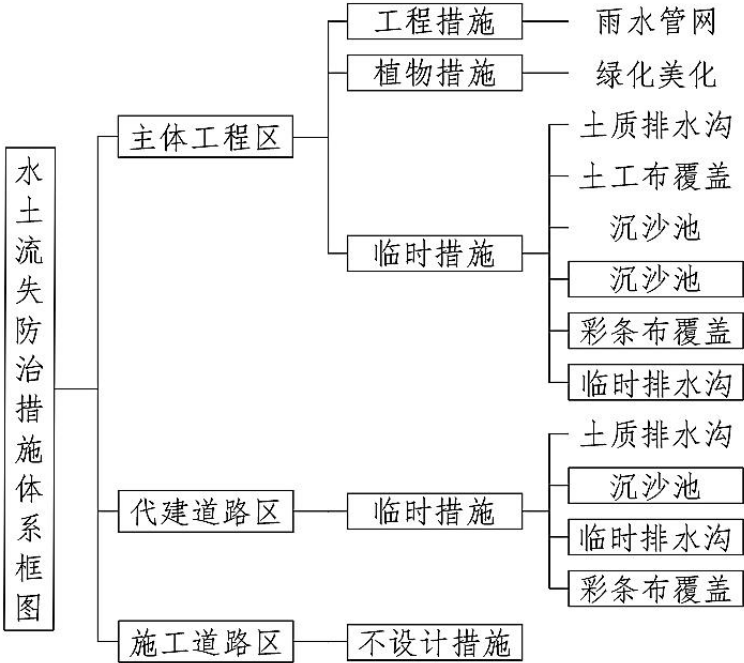 水土流失防治措施体系框图
主体工程区
工程措施
雨水管网
植物措施
绿化美化
临时措施
土质排水沟
土工布覆盖
沉沙池
沉沙池
彩条布覆盖
临时排水沟
代建道路区
临时措施
土质排水沟
沉沙池
临时排水沟
彩条布覆盖
施工道路区
不设计措施